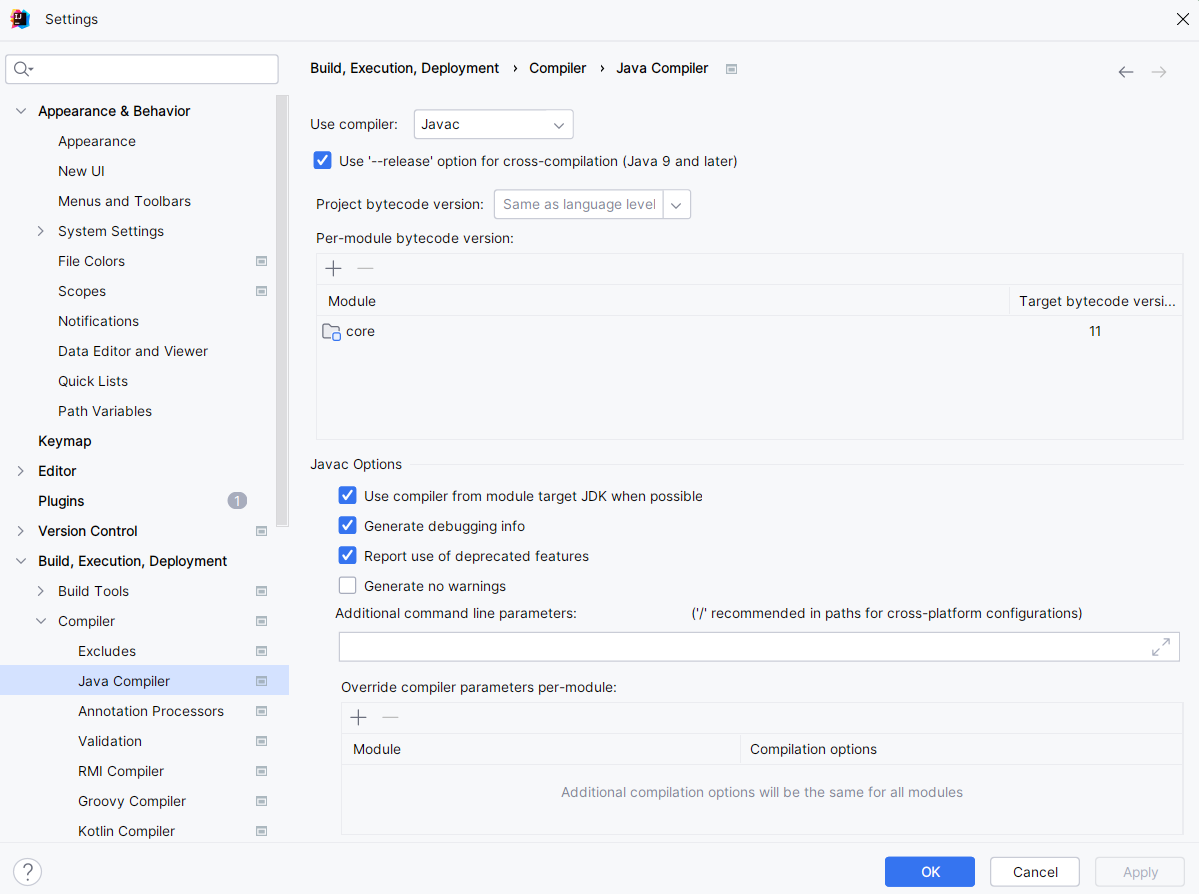 Settings
Appearance & Behavior
Appearance
New UI
Menus and Toolbars
System Settings
File Colors
Scopes
Notifications
Data Editor and Viewer
Quick Lists
Path Variables
Keymap
Editor
Plugins 1
Version Control
Build, Execution, Deployment
Build Tools
Compiler
Excludes
Java Compiler
Annotation Processors
Validation
RMI Compiler
Groovy Compiler
Kotlin Compiler
Build, Execution, Deployment › Compiler › Java Compiler
Use compiler: Javac
Use '--release' option for cross-compilation (Java 9 and later)
Project bytecode version: Same as language level
Per-module bytecode version:
Module Target bytecode versi...
core 11
Javac Options
Use compiler from module target JDK when possible
Generate debugging info
Report use of deprecated features
Generate no warnings
Additional command line parameters: ('/' recommended in paths for cross-platform configurations)
Override compiler parameters per-module:
Module Compilation options
Additional compilation options will be the same for all modules
? OK Cancel Apply